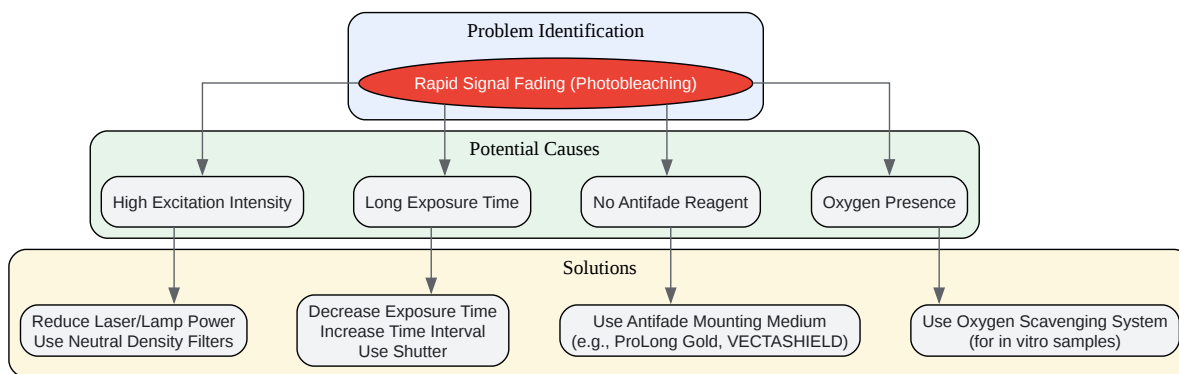 Problem Identification
Rapid Signal Fading (Photobleaching)
Potential Causes
High Excitation Intensity
Long Exposure Time
No Antifade Reagent
Oxygen Presence
Solutions
Reduce Laser/Lamp Power
Use Neutral Density Filters
Decrease Exposure Time
Increase Time Interval
Use Shutter
Use Antifade Mounting Medium
(e.g., ProLong Gold, VECTASHIELD)
Use Oxygen Scavenging System
(for in vitro samples)